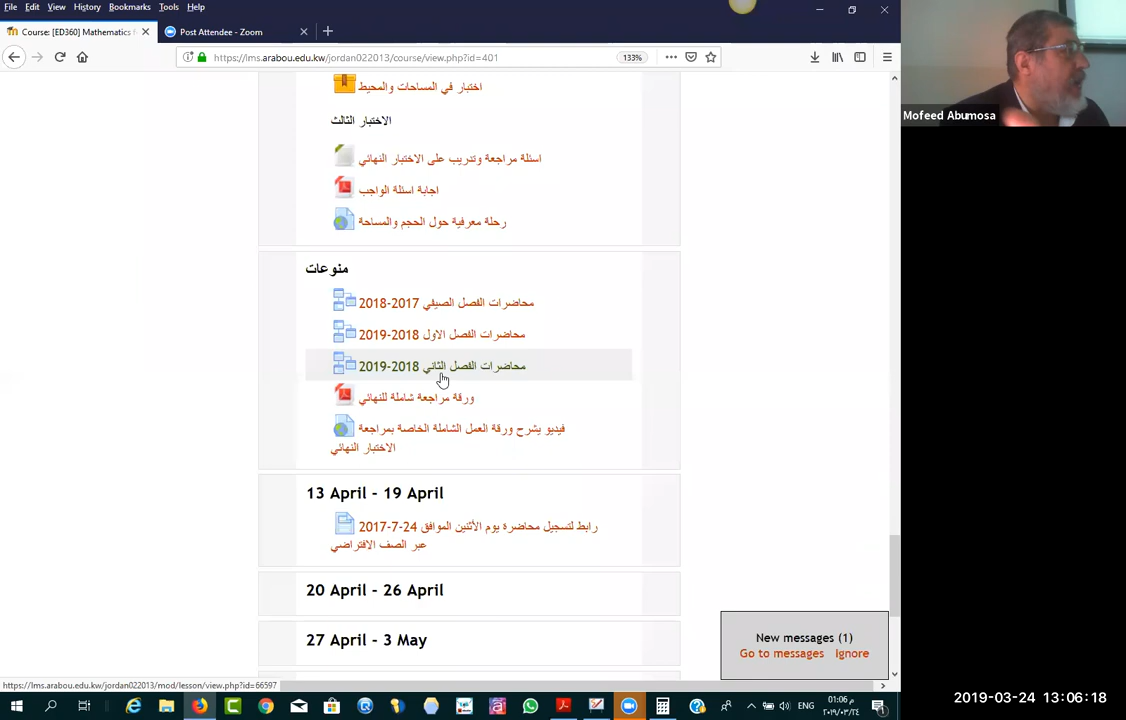 File Edit View History Bookmarks Tools Help
Course: [ED360] Mathematics f
Post Attendee - Zoom
https://lms.arabou.edu.kw/jordan022013/course/view.php?id=401
133%
Mofeed Abumosa
اختبار في المساحات والمحيط
الاختبار الثالث
اسئلة مراجعة وتدريب على الاختبار النهائي
اجابة اسئلة الواجب
رحلة معرفية حول الحجم والمساحة
منوعات
محاضرات الفصل الصيفي 2017-2018
محاضرات الفصل الاول 2018-2019
محاضرات الفصل الثاني 2018-2019
ورقة مراجعة شاملة للنهائي
فيديو يشرح ورقة العمل الشاملة الخاصة بمراجعة
الاختبار النهائي
13 April - 19 April
رابط لتسجيل محاضرة يوم الأثنين الموافق 24-7-2017
عبر الصف الافتراضي
20 April - 26 April
27 April - 3 May
New messages (1)
Go to messages Ignore
https://lms.arabou.edu.kw/jordan022013/mod/lesson/view.php?id=66597
ENG
01:06 م
٢٠١٩/٠٣/٢٤
2019-03-24 13:06:18